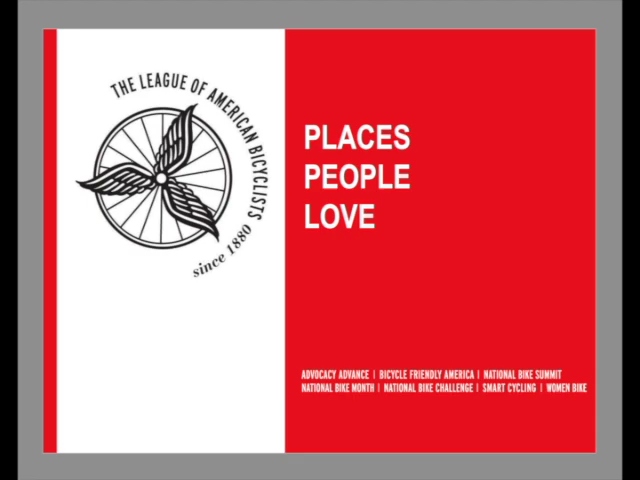 THE LEAGUE OF AMERICAN BICYCLISTS
since 1880
PLACES
PEOPLE
LOVE
ADVOCACY ADVANCE | BICYCLE FRIENDLY AMERICA | NATIONAL BIKE SUMMIT
NATIONAL BIKE MONTH | NATIONAL BIKE CHALLENGE | SMART CYCLING | WOMEN BIKE